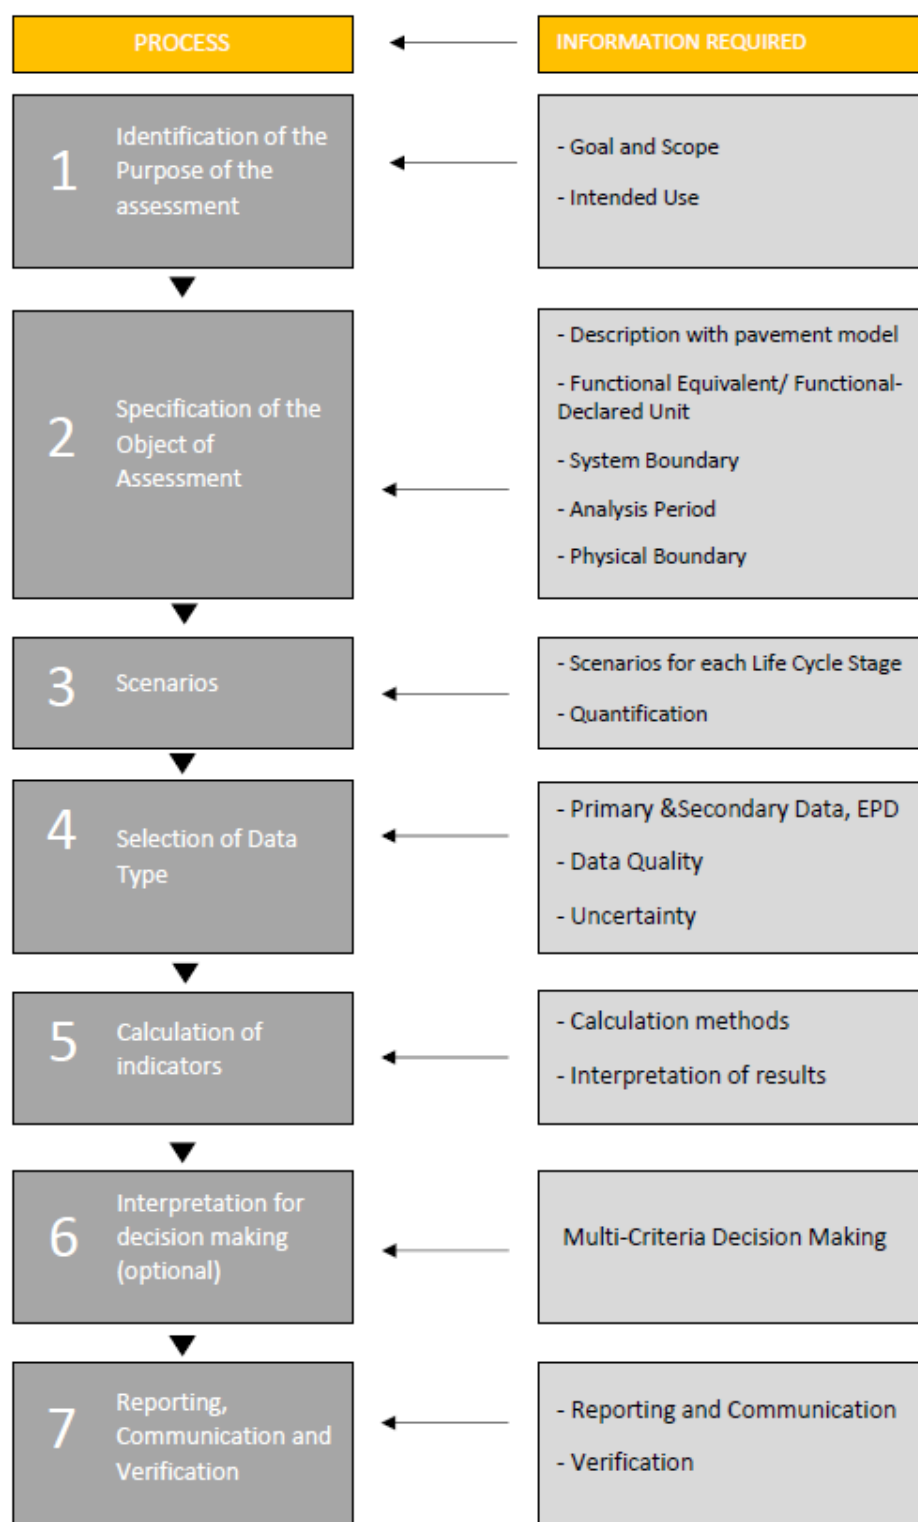 PROCESS
INFORMATION REQUIRED
1
Identification of the
Purpose of the
assessment
- Goal and Scope
- Intended Use
2
Specification of the
Object of
Assessment
- Description with pavement model
- Functional Equivalent/ Functional-
Declared Unit
- System Boundary
- Analysis Period
- Physical Boundary
3
Scenarios
- Scenarios for each Life Cycle Stage
- Quantification
4
Selection of Data
Type
- Primary &Secondary Data, EPD
- Data Quality
- Uncertainty
5
Calculation of
indicators
- Calculation methods
- Interpretation of results
6
Interpretation for
decision making
(optional)
Multi-Criteria Decision Making
7
Reporting,
Communication and
Verification
- Reporting and Communication
- Verification